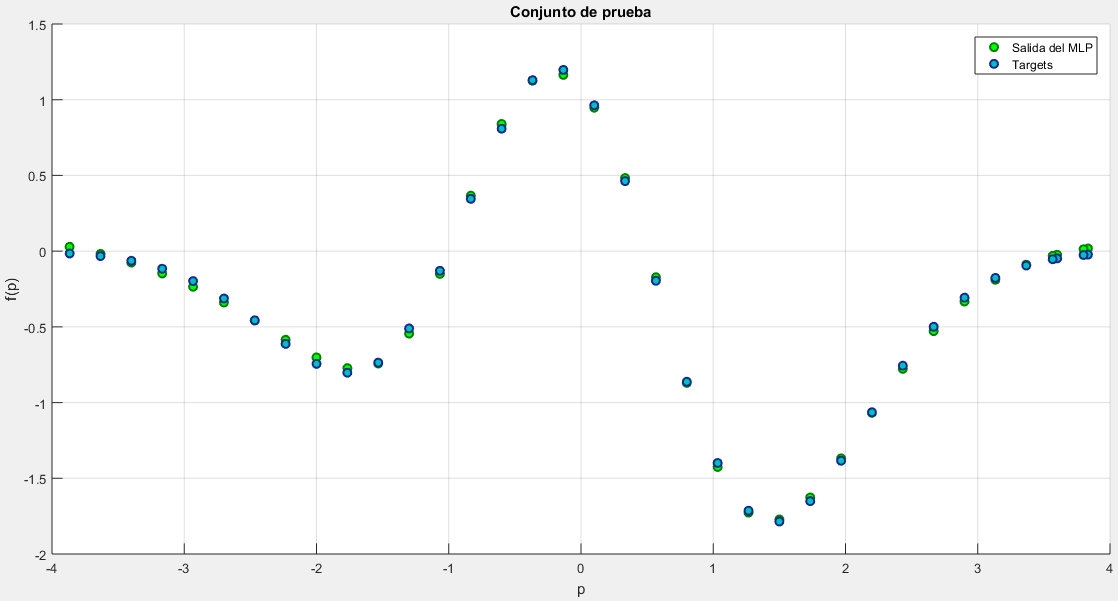 Conjunto de prueba
1.5
1
0.5
0
-0.5
-1
-1.5
-2
f(p)
-4 -3 -2 -1 0 1 2 3 4
p
Salida del MLP
Targets